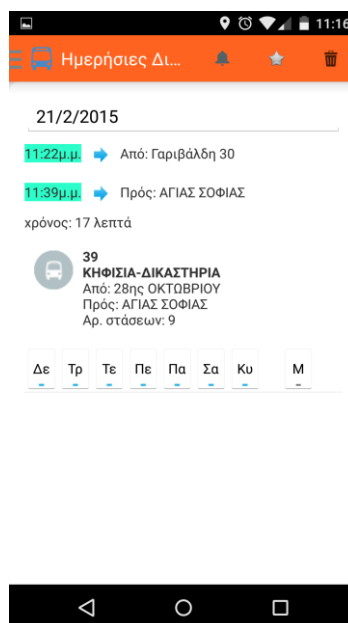 11:16
Ημερήσιες Δι...
21/2/2015
11:22μ.μ. Από: Γαριβάλδη 30
11:39μ.μ. Πρός: ΑΓΙΑΣ ΣΟΦΙΑΣ
χρόνος: 17 λεπτά
39
ΚΗΦΙΣΙΑ-ΔΙΚΑΣΤΗΡΙΑ
Από: 28ης ΟΚΤΩΒΡΙΟΥ
Πρός: ΑΓΙΑΣ ΣΟΦΙΑΣ
Αρ. στάσεων: 9
Δε Τρ Τε Πε Πα Σα Κυ Μ